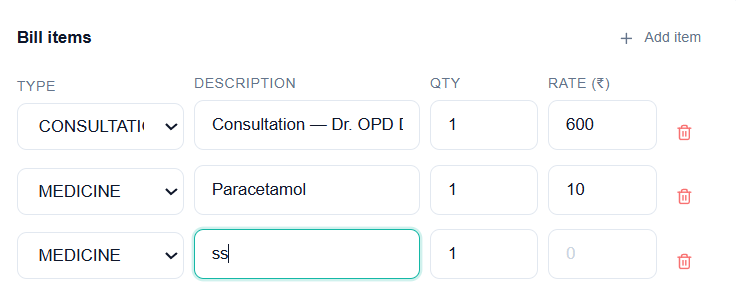 Bill items
+ Add item
TYPE DESCRIPTION QTY RATE (₹)
CONSULTATI Consultation — Dr. OPD 1 600
MEDICINE Paracetamol 1 10
MEDICINE ss 1 0